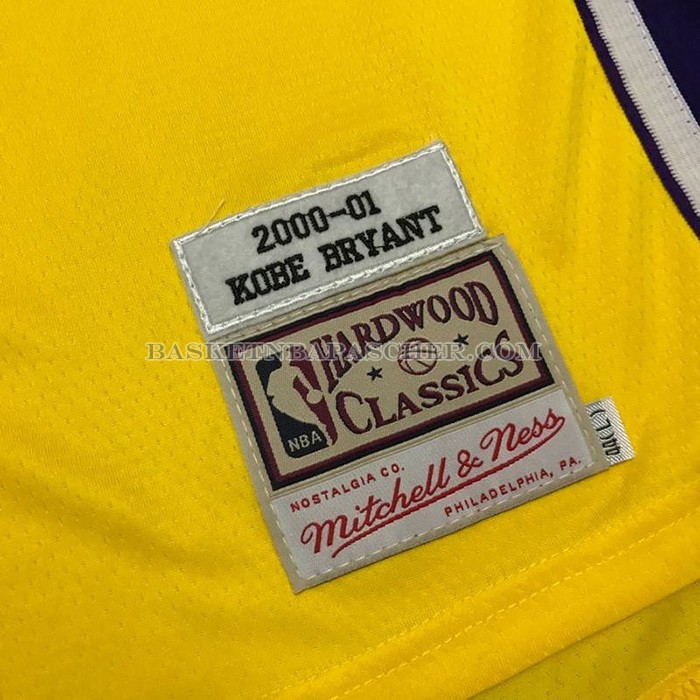 2000-01
KOBE BRYANT
HARDWOOD
BASKETNBAPASCHER.COM
CLASSICS
NBA
NOSTALGIA CO.
Mitchell & Ness
PHILADELPHIA, PA.